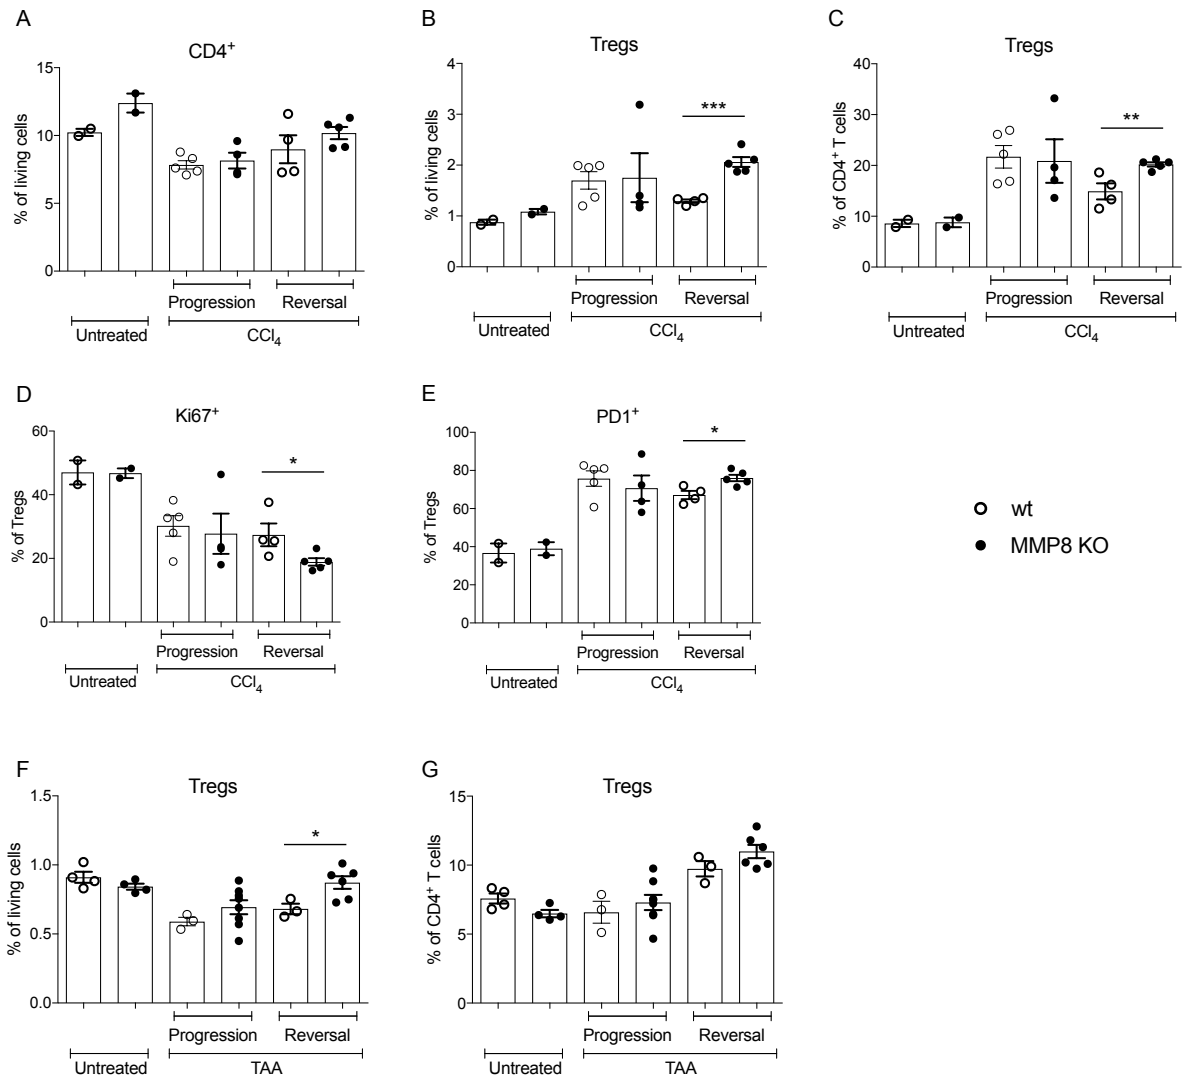 A
CD4+
% of living cells
15
10
5
0
Progression
Reversal
Untreated
CCl4
B
Tregs
% of living cells
4
3
2
1
0
***
Progression
Reversal
Untreated
CCl4
C
Tregs
% of CD4+ T cells
40
30
20
10
0
**
Progression
Reversal
Untreated
CCl4
D
Ki67+
% of Tregs
60
40
20
0
*
Progression
Reversal
Untreated
CCl4
E
PD1+
% of Tregs
100
80
60
40
20
0
*
Progression
Reversal
Untreated
CCl4
wt
MMP8 KO
F
Tregs
% of living cells
1.5
1.0
0.5
0.0
*
Progression
Reversal
Untreated
TAA
G
Tregs
% of CD4+ T cells
15
10
5
0
Progression
Reversal
Untreated
TAA